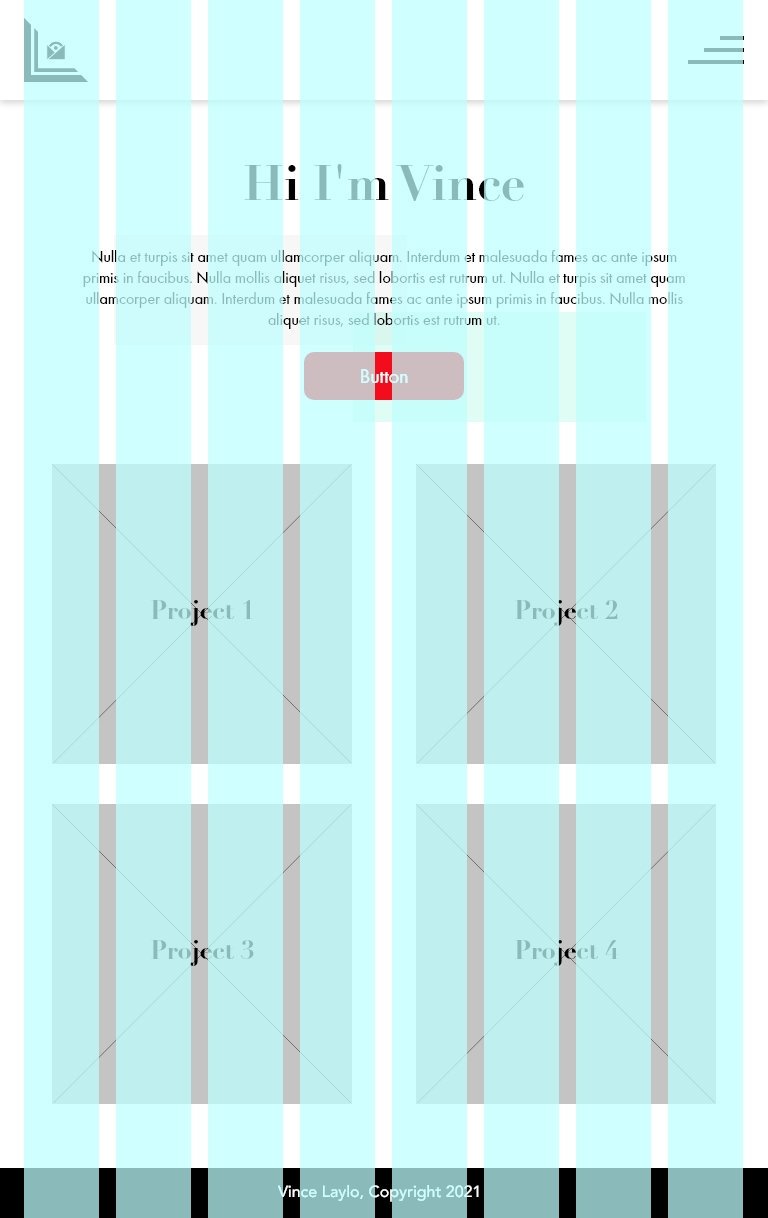 Hi I'm Vince
Nulla et turpis sit amet quam ullamcorper aliquam. Interdum et malesuada fames ac ante ipsum
primis in faucibus. Nulla mollis aliquet risus, sed lobortis est rutrum ut. Nulla et turpis sit amet quam
ullamcorper aliquam. Interdum et malesuada fames ac ante ipsum primis in faucibus. Nulla mollis
aliquet risus, sed lobortis est rutrum ut.
Button
Project 1
Project 2
Project 3
Project 4
Vince Laylo, Copyright 2021